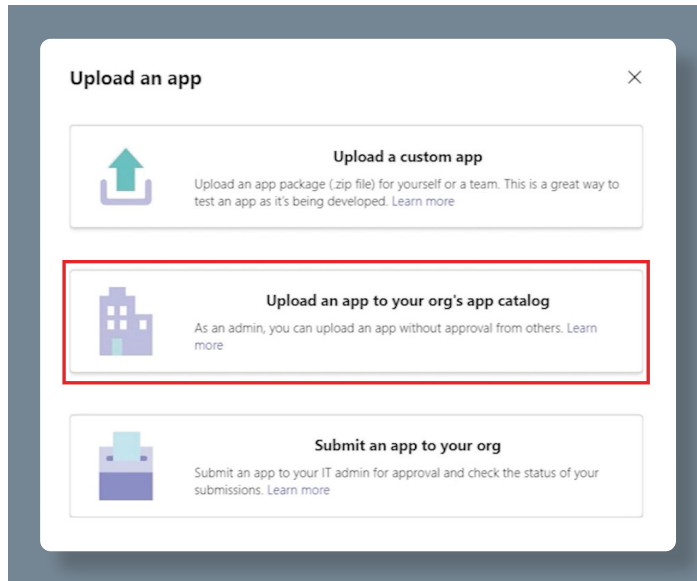 Upload an app
Upload a custom app
Upload an app package (.zip file) for yourself or a team. This is a great way to
test an app as it's being developed. Learn more
Upload an app to your org's app catalog
As an admin, you can upload an app without approval from others. Learn
more
Submit an app to your org
Submit an app to your IT admin for approval and check the status of your
submissions. Learn more